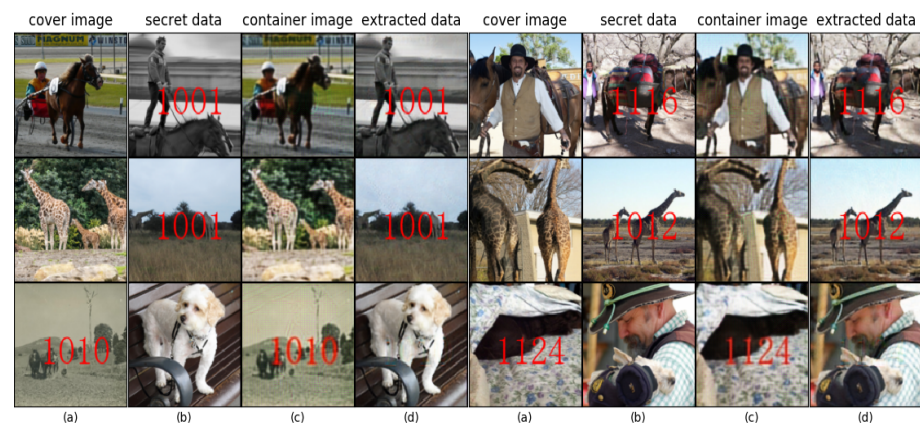 cover image secret data container image extracted data cover image secret data container image extracted data
MAGNUM
1001 1001 1116 1116
1001 1001 1012 1012
1010 1010 1124 1124
(a) (b) (c) (d) (a) (b) (c) (d)